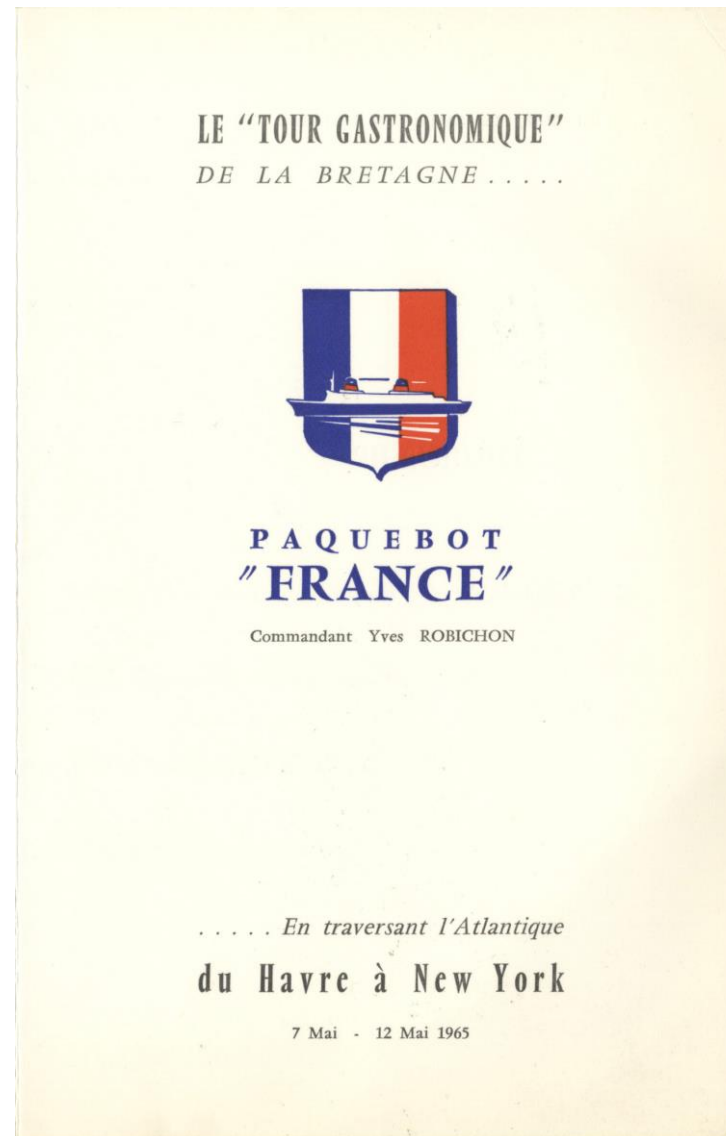 LE "TOUR GASTRONOMIQUE"
DE LA BRETAGNE.....
PAQUEBOT
"FRANCE"
Commandant Yves ROBICHON
..... En traversant l'Atlantique
du Havre à New York
7 Mai - 12 Mai 1965